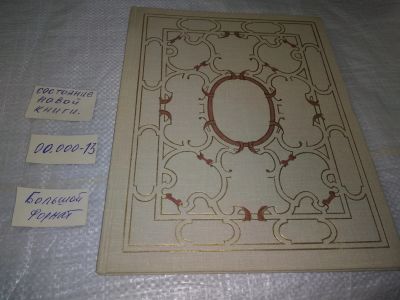 состояние
новой
книги.
00.000-13
Большой
Формат